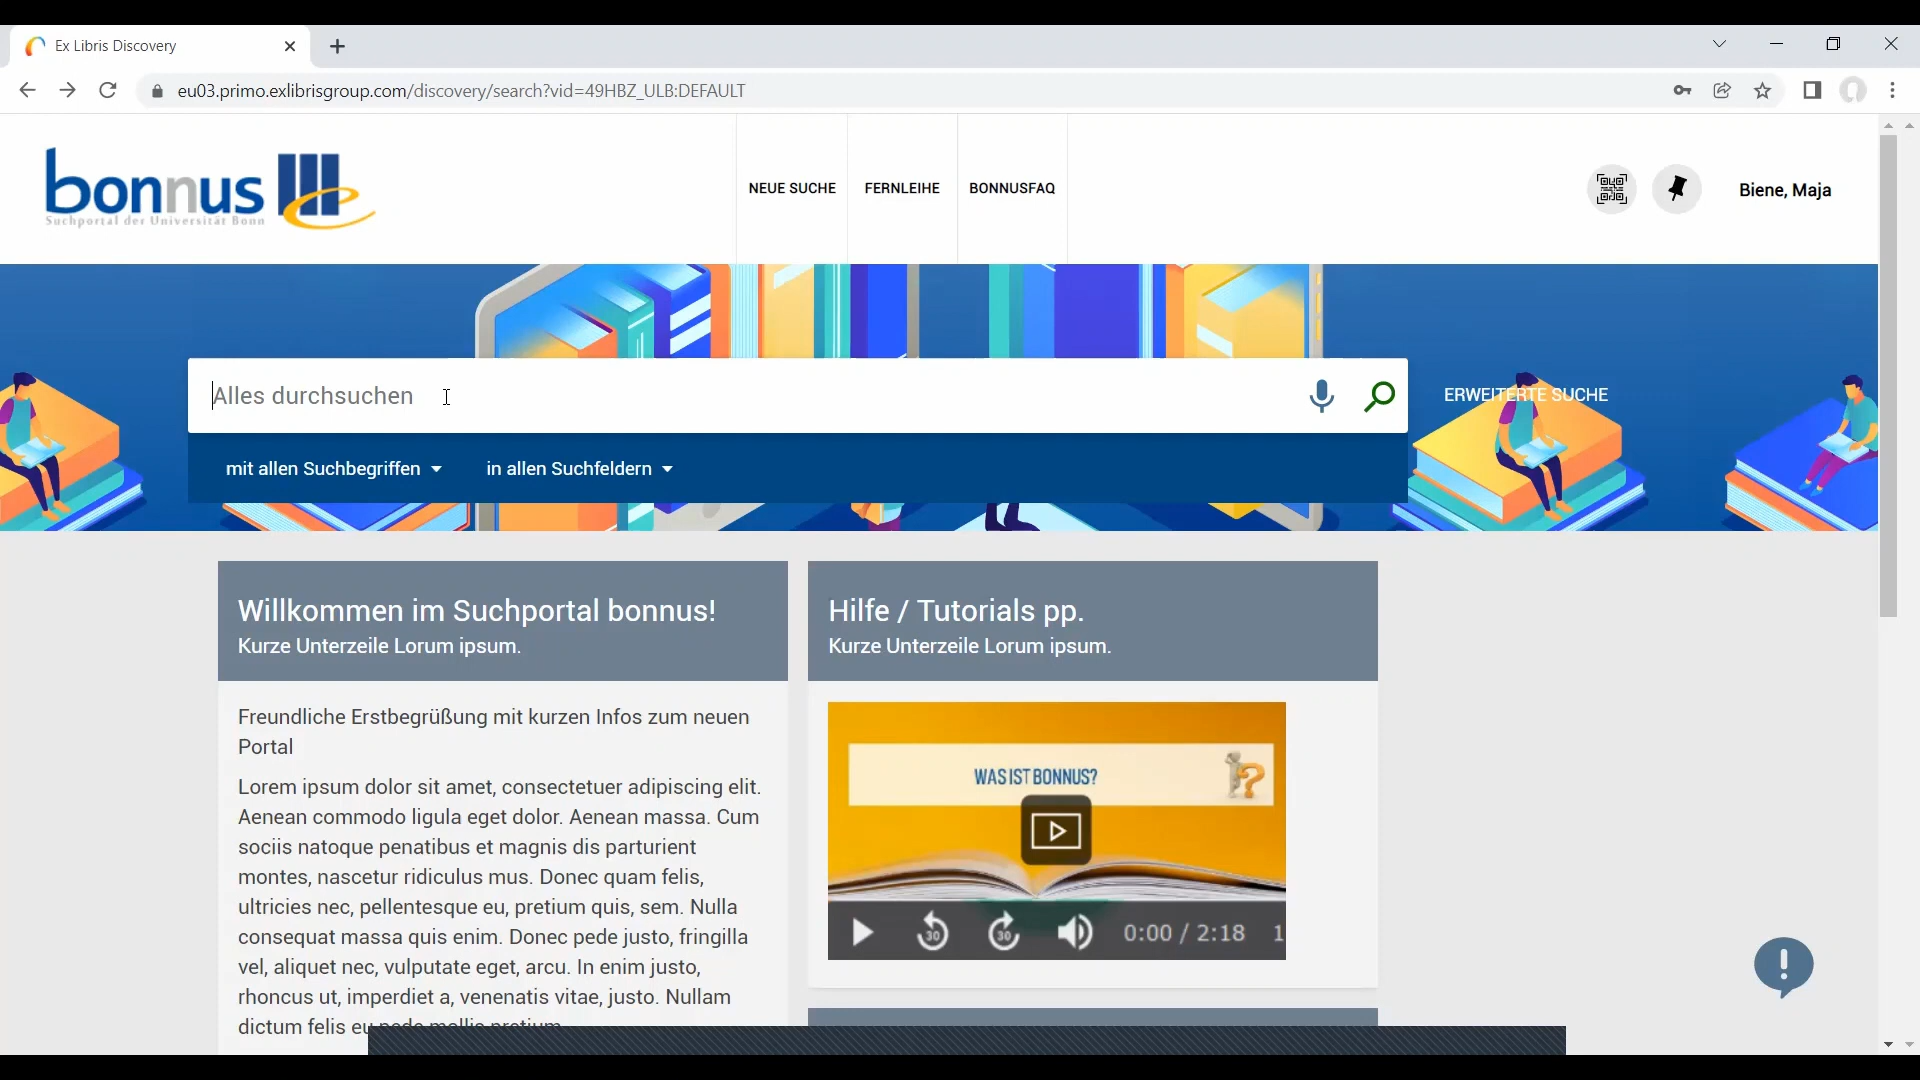 Ex Libris Discovery
eu03.primo.exlibrisgroup.com/discovery/search?vid=49HBZ_ULB:DEFAULT
bonnus
Suchportal der Universität Bonn
NEUE SUCHE
FERNLEIHE
BONNUSFAQ
Biene, Maja
Alles durchsuchen
ERWEITERTE SUCHE
mit allen Suchbegriffen
in allen Suchfeldern
Willkommen im Suchportal bonnus!
Kurze Unterzeile Lorum ipsum.
Freundliche Erstbegrüßung mit kurzen Infos zum neuen
Portal
Lorem ipsum dolor sit amet, consectetuer adipiscing elit.
Aenean commodo ligula eget dolor. Aenean massa. Cum
sociis natoque penatibus et magnis dis parturient
montes, nascetur ridiculus mus. Donec quam felis,
ultricies nec, pellentesque eu, pretium quis, sem. Nulla
consequat massa quis enim. Donec pede justo, fringilla
vel, aliquet nec, vulputate eget, arcu. In enim justo,
rhoncus ut, imperdiet a, venenatis vitae, justo. Nullam
dictum felis eu pede mollis pretium.
Hilfe / Tutorials pp.
Kurze Unterzeile Lorum ipsum.
WAS IST BONNUS?
30
30
0:00 / 2:18
1